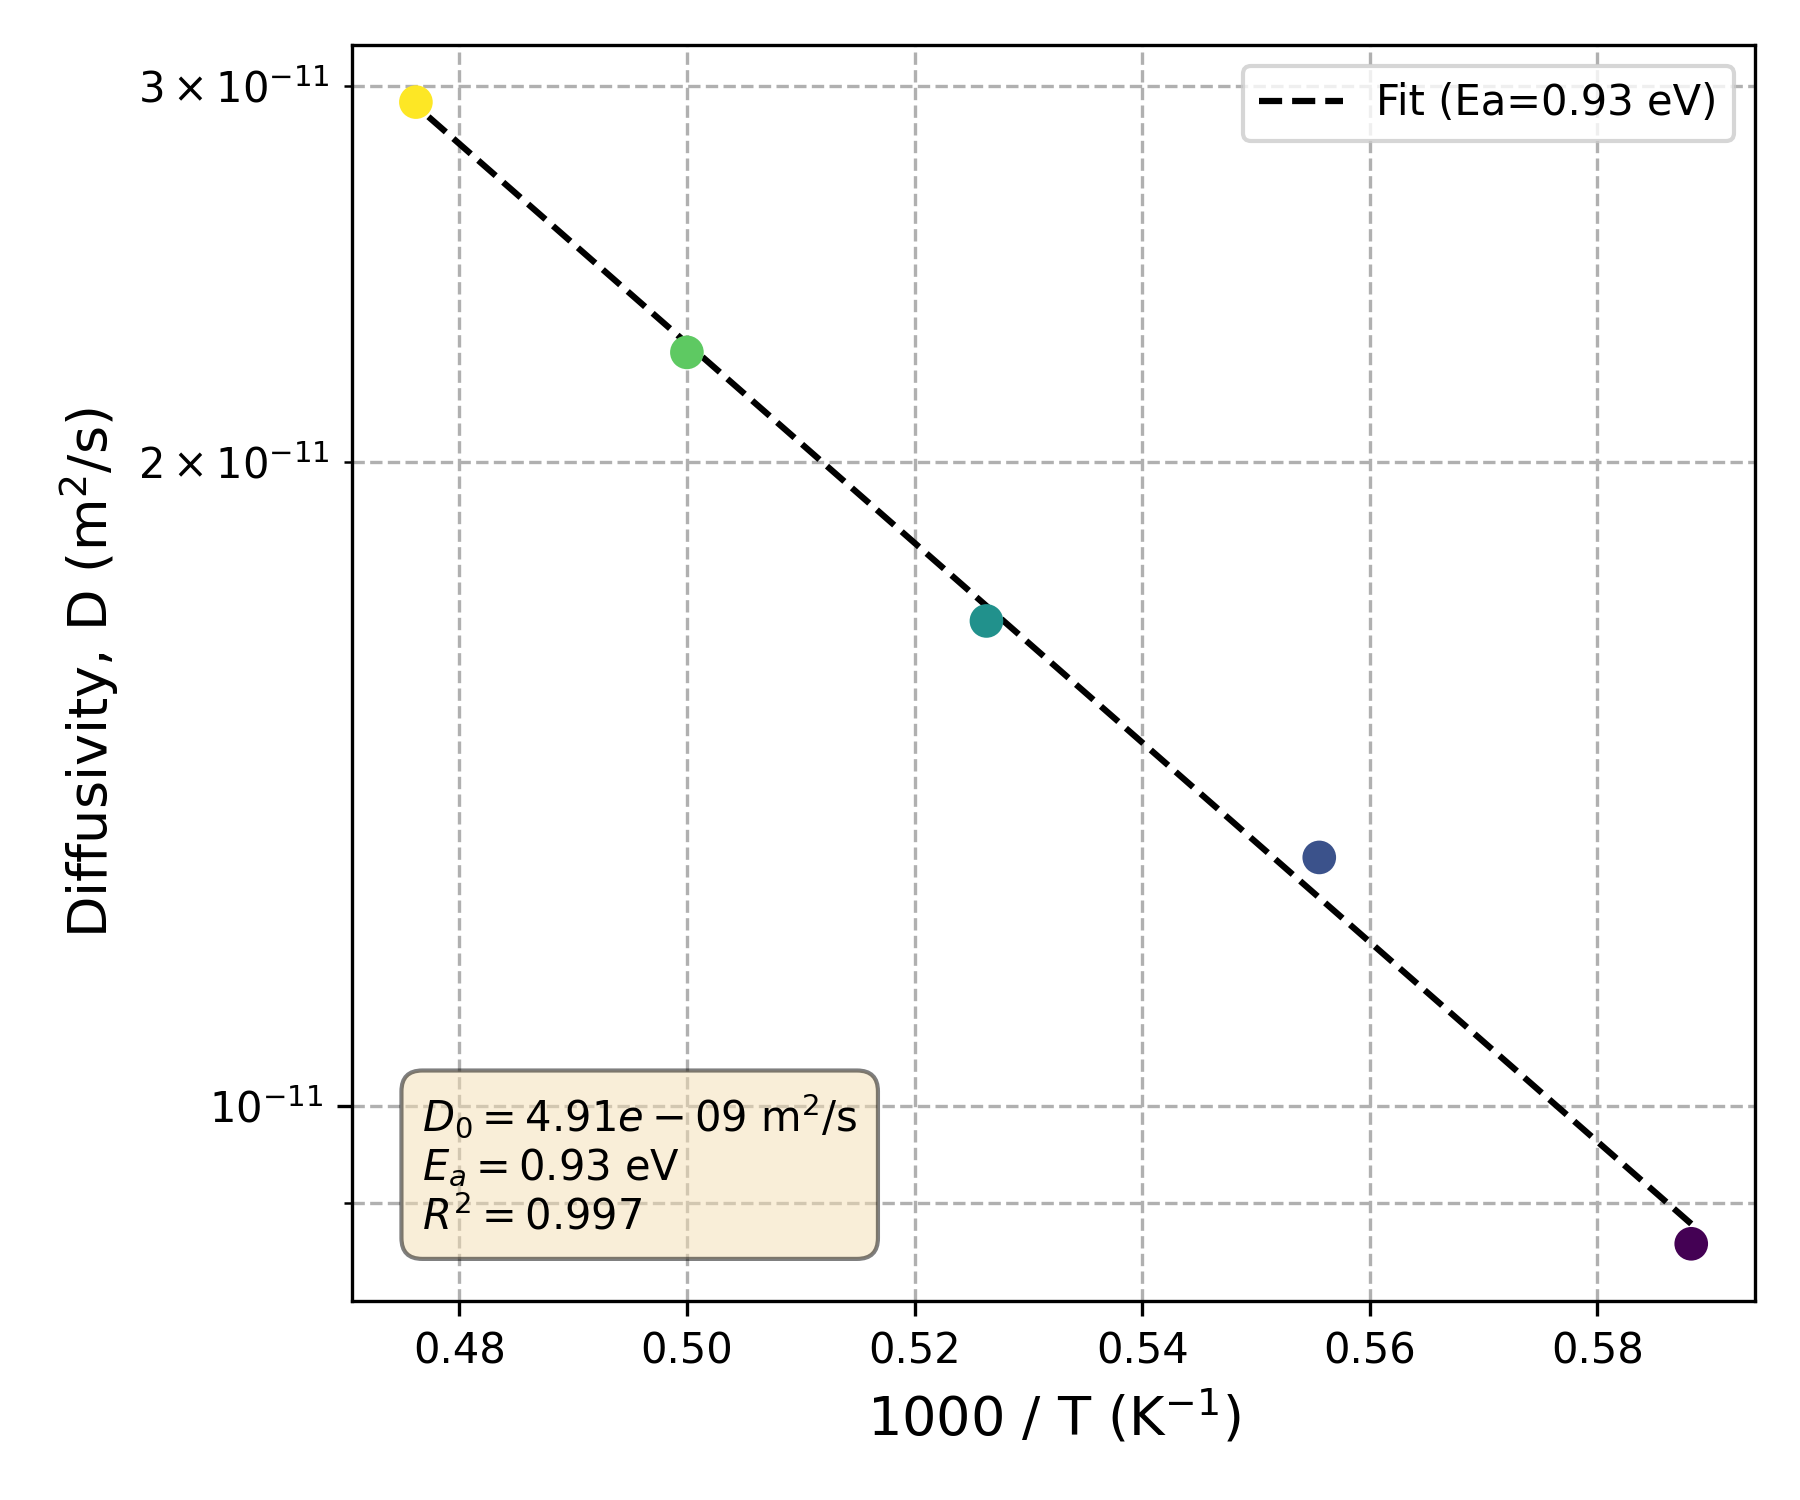 3 × 10⁻¹¹
2 × 10⁻¹¹
10⁻¹¹
Diffusivity, D (m²/s)
Fit (Ea=0.93 eV)
D₀ = 4.91e − 09 m²/s
Eₐ = 0.93 eV
R² = 0.997
0.48 0.50 0.52 0.54 0.56 0.58
1000 / T (K⁻¹)